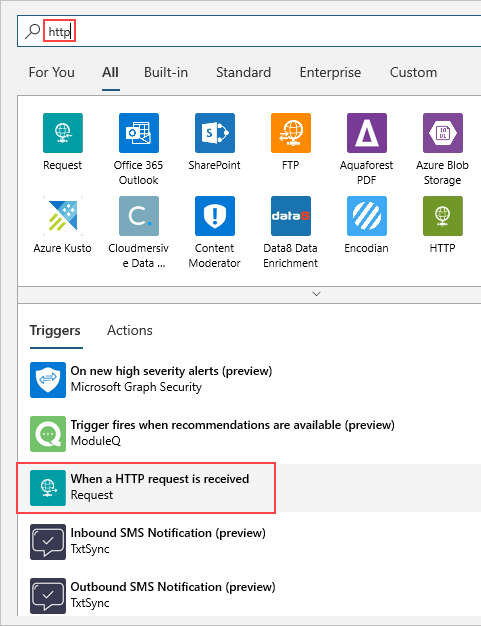 http
For You
All
Built-in
Standard
Enterprise
Custom
Request
Office 365
Outlook
SharePoint
FTP
Aquaforest
PDF
Azure Blob
Storage
Azure Kusto
Cloudmersiv
e Data ...
Content
Moderator
Data8 Data
Enrichment
Encodian
HTTP
Triggers
Actions
On new high severity alerts (preview)
Microsoft Graph Security
Trigger fires when recommendations are available (preview)
ModuleQ
When a HTTP request is received
Request
Inbound SMS Notification (preview)
TxtSync
Outbound SMS Notification (preview)
TxtSync